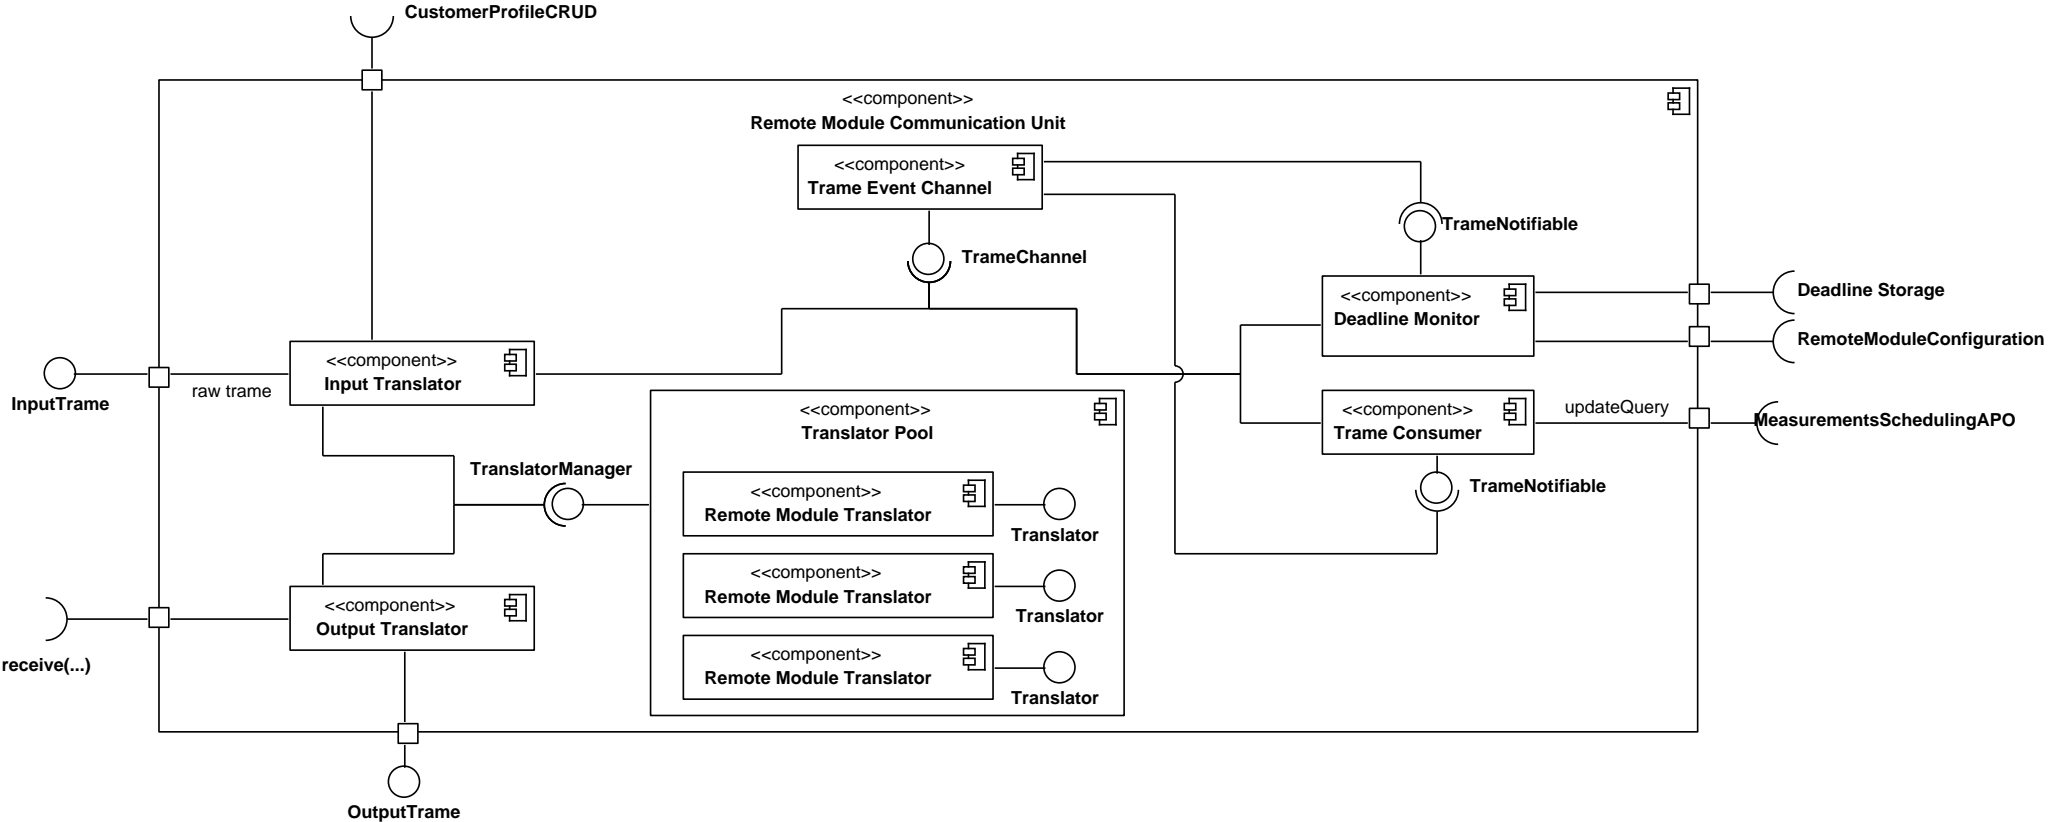 CustomerProfileCRUD
<<component>>
Remote Module Communication Unit
<<component>>
Trame Event Channel
TrameChannel
TrameNotifiable
<<component>>
Deadline Monitor
Deadline Storage
RemoteModuleConfiguration
<<component>>
Input Translator
raw trame
InputTrame
<<component>>
Translator Pool
<<component>>
Trame Consumer
updateQuery
MeasurementsSchedulingAPO
TranslatorManager
TrameNotifiable
<<component>>
Remote Module Translator
Translator
<<component>>
Remote Module Translator
Translator
<<component>>
Remote Module Translator
Translator
<<component>>
Output Translator
receive(...)
OutputTrame